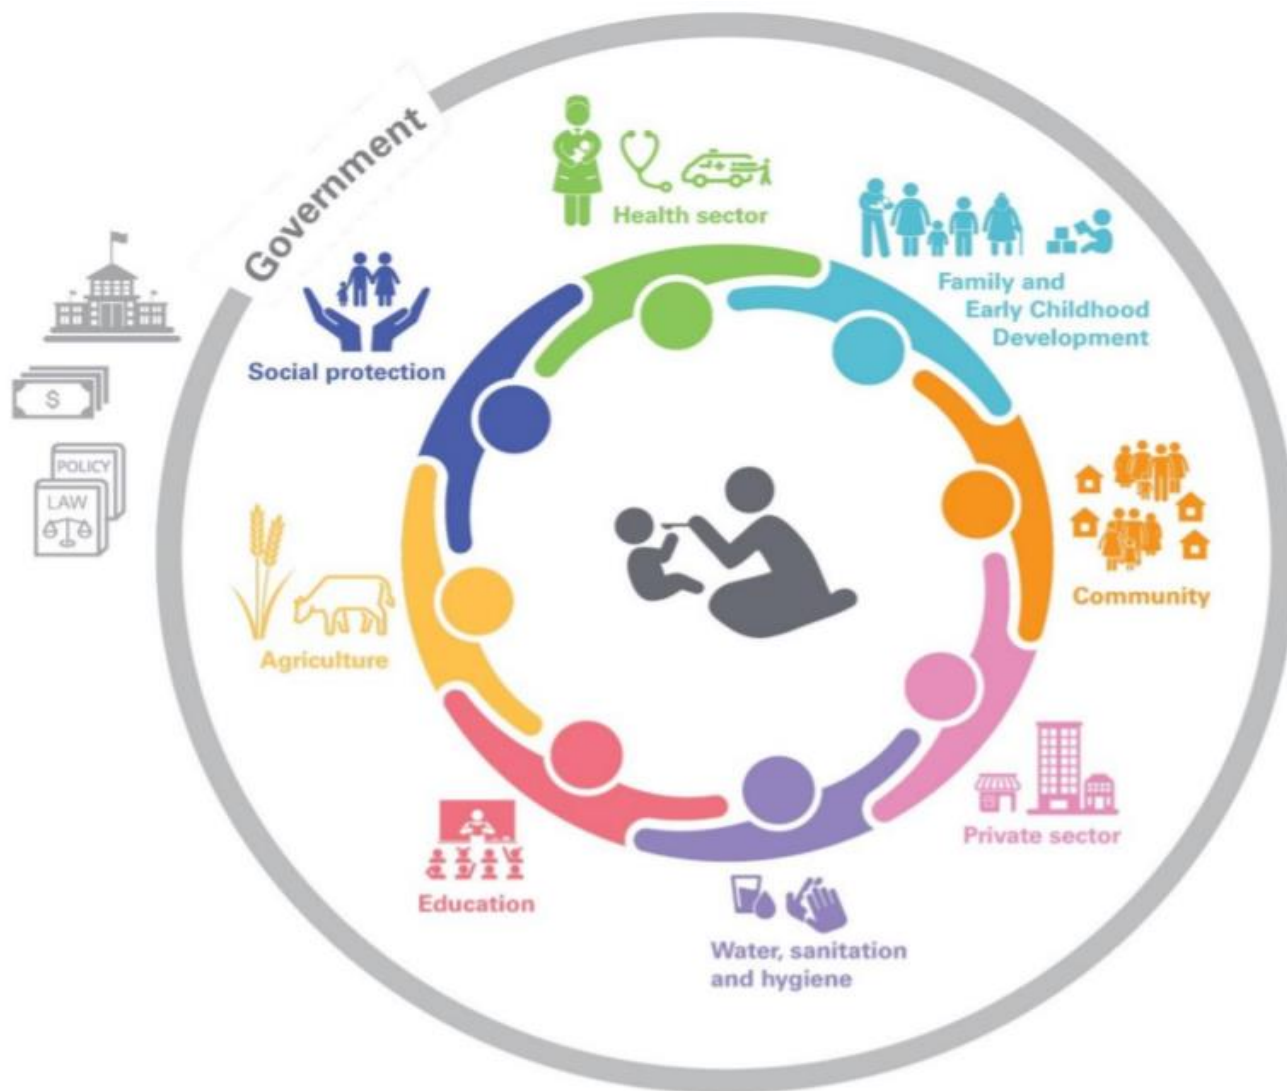 Government
Health sector
Family and
Early Childhood
Development
Social protection
$
POLICY
LAW
Community
Agriculture
Private sector
Education
Water, sanitation
and hygiene